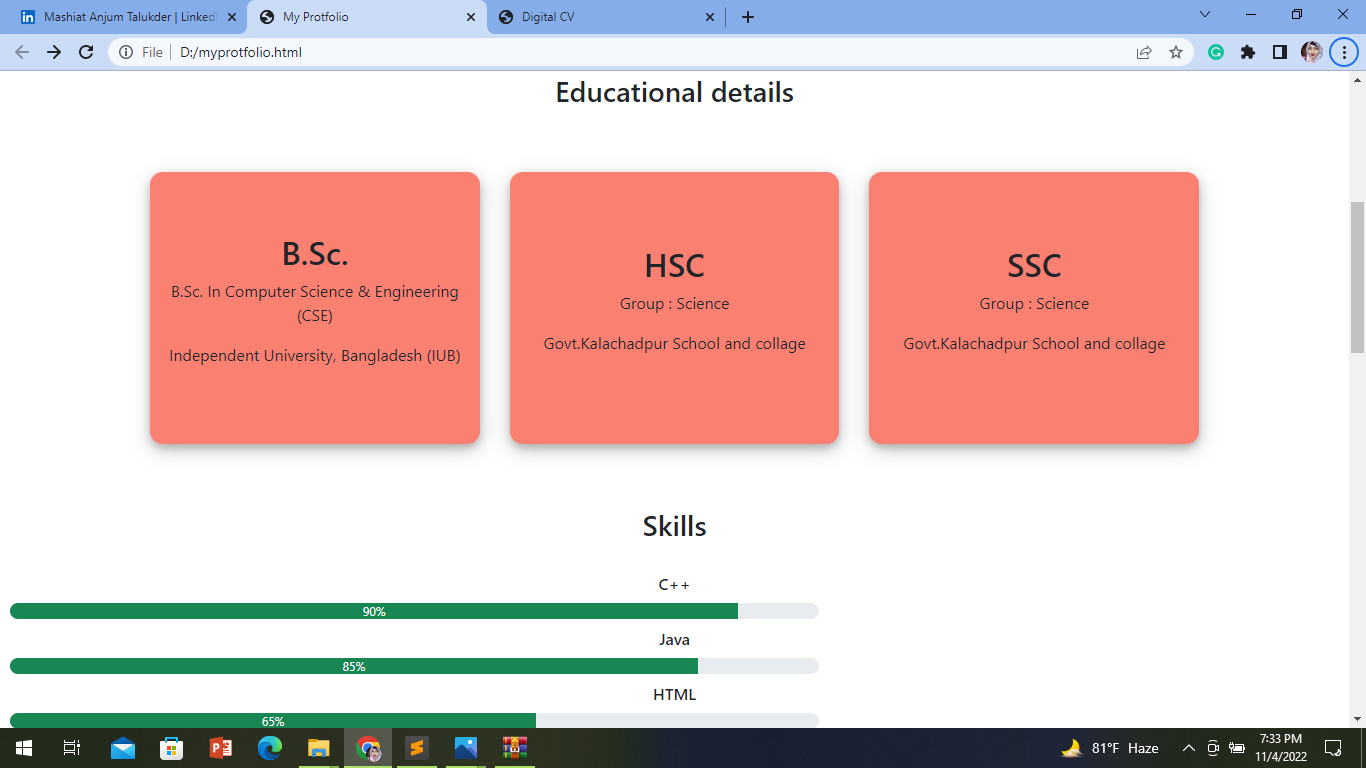 Mashiat Anjum Talukder | Linked
My Protfolio
Digital CV
File
D:/myprotfolio.html
Educational details
B.Sc.
B.Sc. In Computer Science & Engineering
(CSE)
Independent University, Bangladesh (IUB)
HSC
Group : Science
Govt.Kalachadpur School and collage
SSC
Group : Science
Govt.Kalachadpur School and collage
Skills
C++
90%
Java
85%
HTML
65%
81°F Haze
7:33 PM
11/4/2022